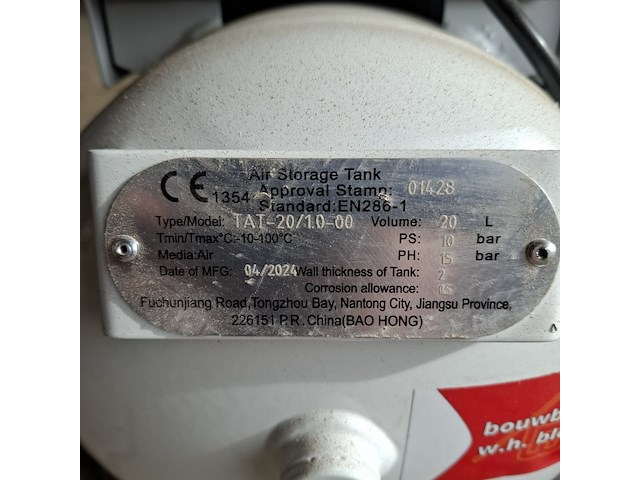 Air Storage Tank
CE 1354 Approval Stamp: 01428
Standard:EN286-1
Type/Model: TAT-20/10-00 Volume: 20 L
Tmin/Tmax°C:-10-100°C PS: 10 bar
Media:Air PH: 15 bar
Date of MFG: 04/2024 Wall thickness of Tank: 2
Corrosion allowance: 0.5
Fuchunjiang Road,Tongzhou Bay, Nantong City, Jiangsu Province,
226151 P.R. China(BAO HONG)
w.h.